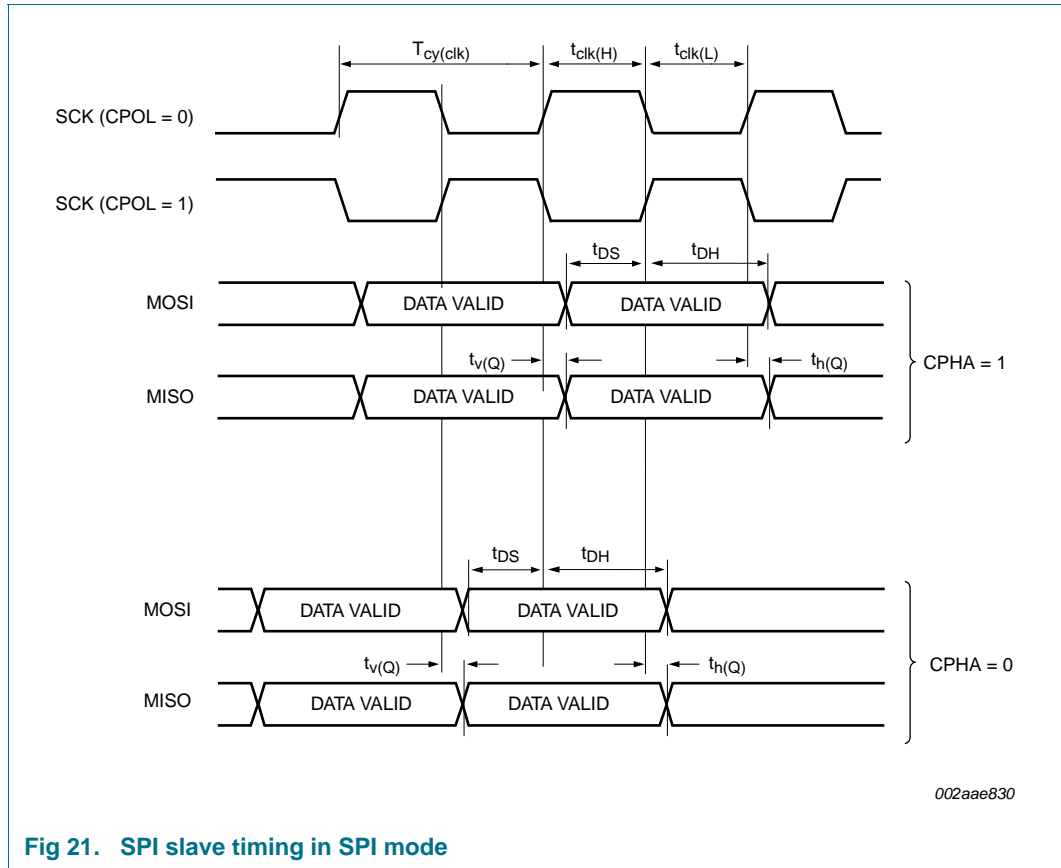 Tcy(clk) tclk(H) tclk(L)
SCK (CPOL = 0)
SCK (CPOL = 1)
tDS tDH
MOSI DATA VALID DATA VALID
tv(Q) th(Q)
CPHA = 1
MISO DATA VALID DATA VALID
tDS tDH
MOSI DATA VALID DATA VALID
tv(Q) th(Q)
CPHA = 0
MISO DATA VALID DATA VALID
002aae830
Fig 21. SPI slave timing in SPI mode